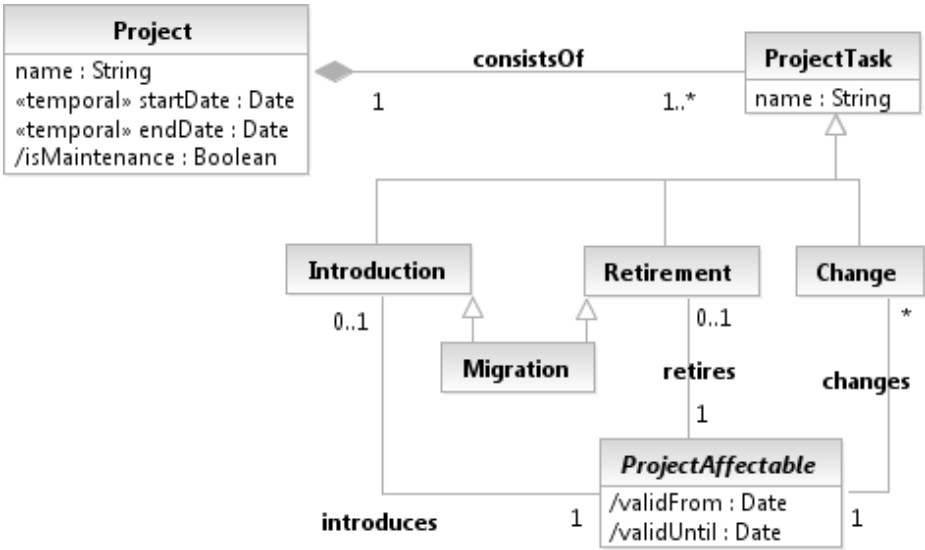 Project
name : String
«temporal» startDate : Date
«temporal» endDate : Date
/isMaintenance : Boolean
consistsOf
1
1..*
ProjectTask
name : String
Introduction
Retirement
Change
0..1
0..1
*
Migration
retires
changes
1
ProjectAffectable
/validFrom : Date
/validUntil : Date
introduces
1
1